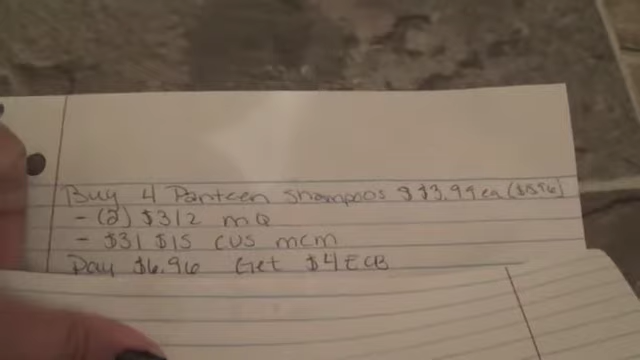 Buy 4 Panteen Shampoos $ $3.99 ea ($15.96)
- (2) $3/2 MQ
- $3/ $15 CVS MCM
Pay $6.96 Get $4 ECB